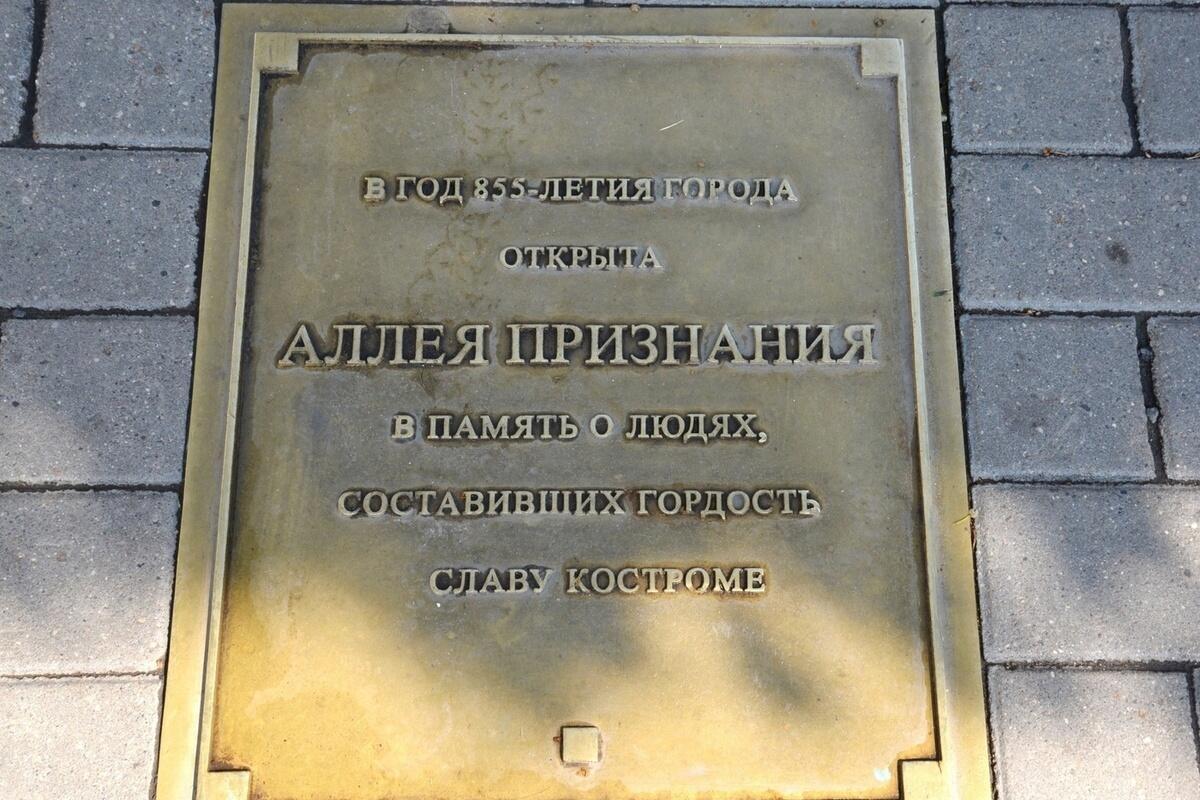 В ГОД 855-ЛЕТИЯ ГОРОДА
ОТКРЫТА
АЛЛЕЯ ПРИЗНАНИЯ
В ПАМЯТЬ О ЛЮДЯХ,
СОСТАВИВШИХ ГОРДОСТЬ
СЛАВУ КОСТРОМЕ